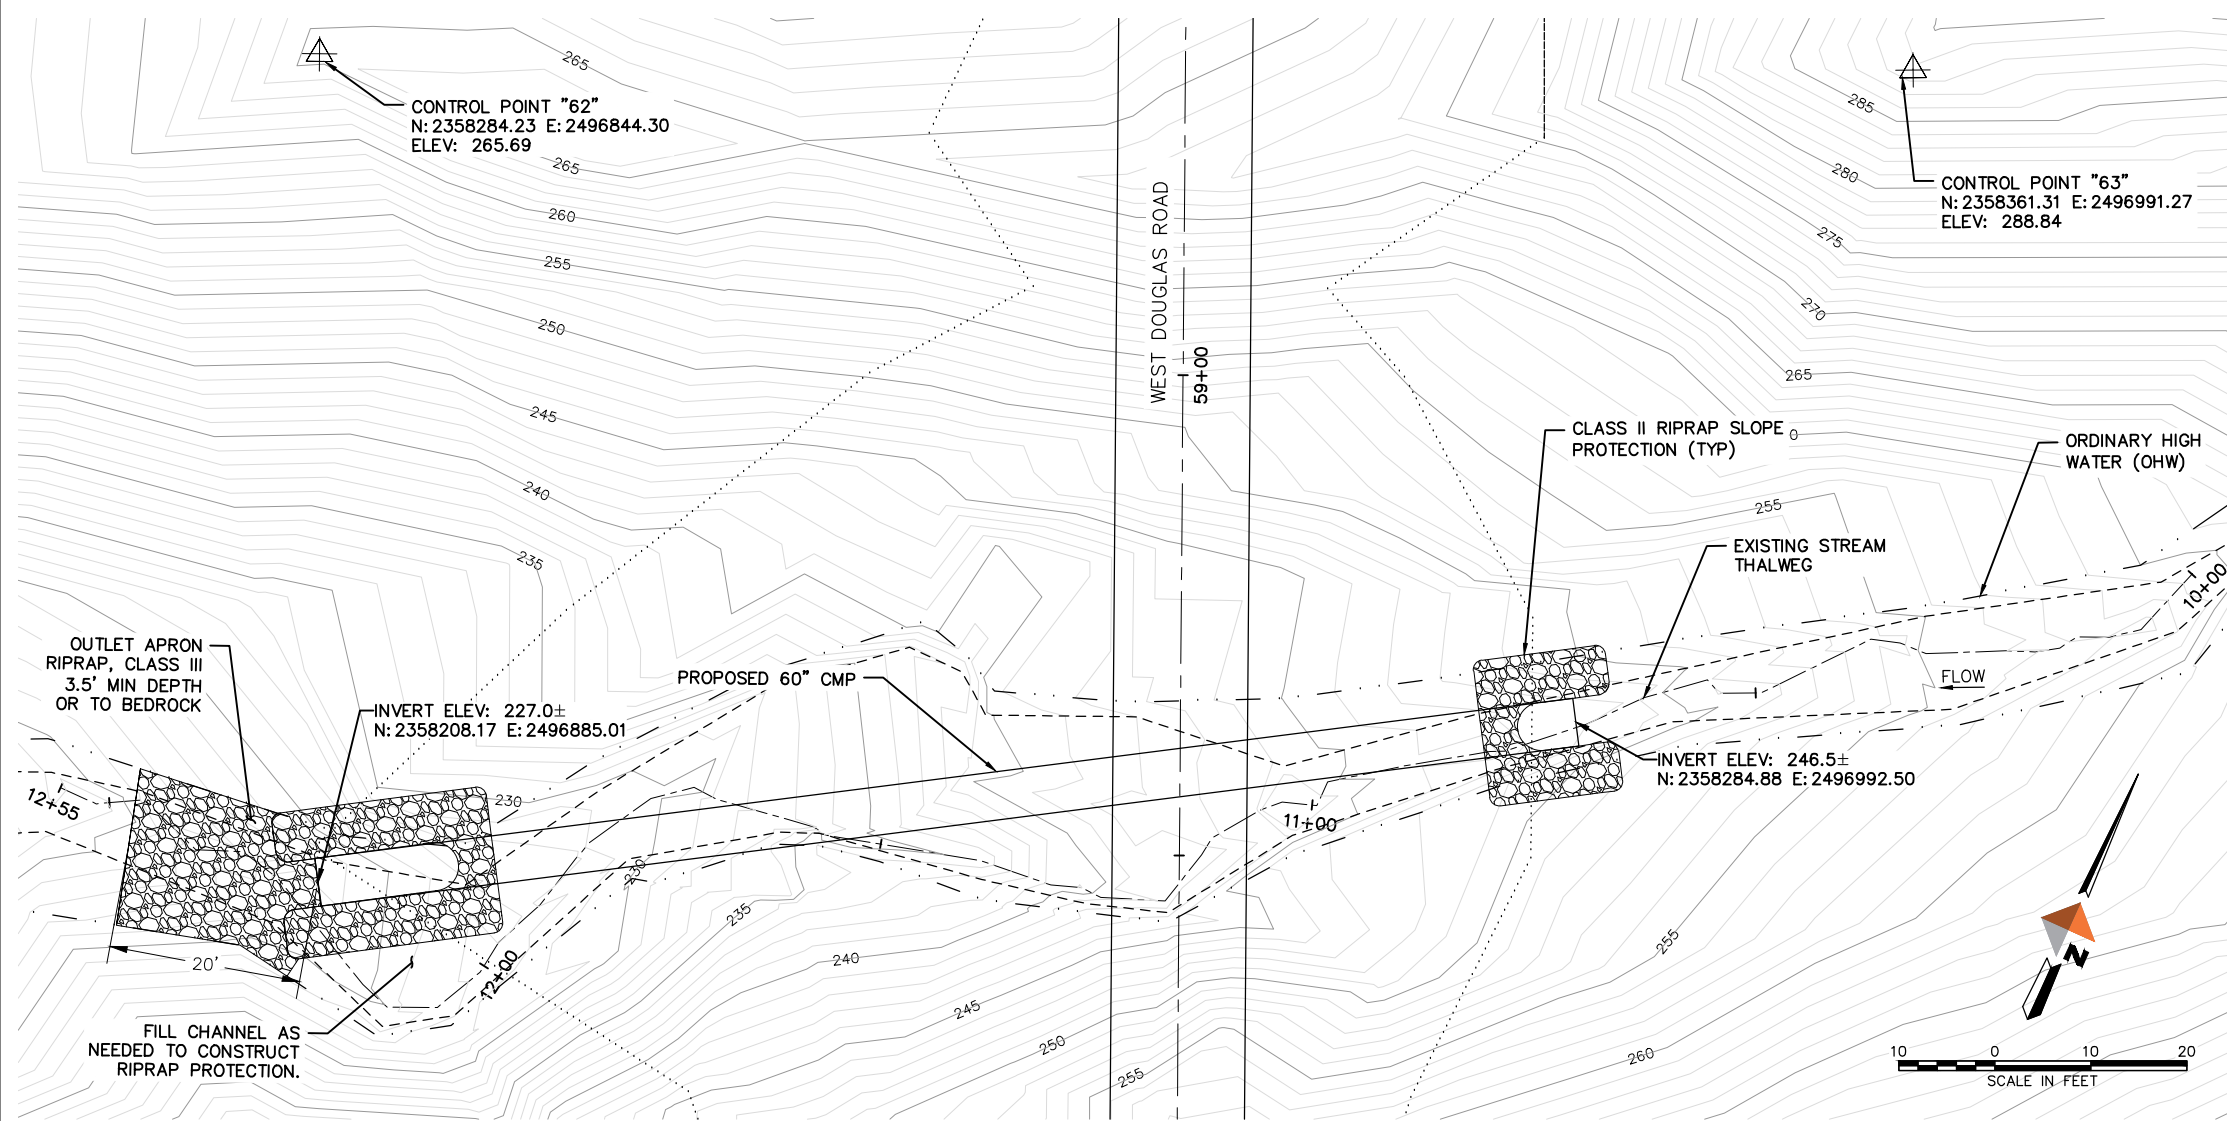 265
CONTROL POINT "62"
N:2358284.23 E:2496844.30
ELEV: 265.69
265
260
255
250
245
240
235
WEST DOUGLAS ROAD
59+00
285
280
CONTROL POINT "63"
N:2358361.31 E:2496991.27
ELEV: 288.84
275
270
265
CLASS II RIPRAP SLOPE
PROTECTION (TYP)
0
ORDINARY HIGH
WATER (OHW)
255
EXISTING STREAM
THALWEG
10+00
FLOW
OUTLET APRON
RIPRAP, CLASS III
3.5' MIN DEPTH
OR TO BEDROCK
INVERT ELEV: 227.0±
N:2358208.17 E:2496885.01
PROPOSED 60" CMP
INVERT ELEV: 246.5±
N:2358284.88 E:2496992.50
12+55
230
11+00
230
235
240
245
250
255
255
260
20'
12+00
FILL CHANNEL AS
NEEDED TO CONSTRUCT
RIPRAP PROTECTION.
N
10 0 10 20
SCALE IN FEET